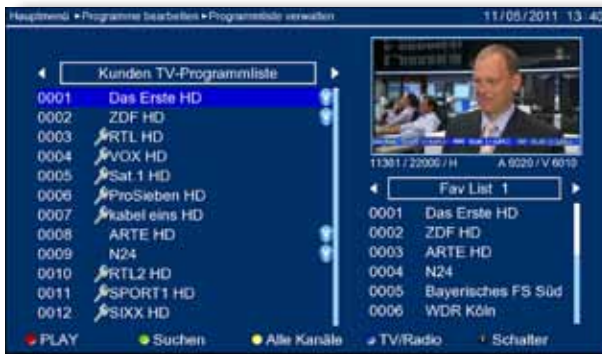 Hauptmenü ▸ Programme bearbeiten ▸ Programmliste verwalten
11/05/2011 13:40
Kunden TV-Programmliste
0001 Das Erste HD
0002 ZDF HD
0003 RTL HD
0004 VOX HD
0005 Sat.1 HD
0006 ProSieben HD
0007 kabel eins HD
0008 ARTE HD
0009 N24
0010 RTL2 HD
0011 SPORT1 HD
0012 SIXX HD
11361 / 22000 / H A 6020 / V 6010
Fav List 1
0001 Das Erste HD
0002 ZDF HD
0003 ARTE HD
0004 N24
0005 Bayerisches FS Süd
0006 WDR Köln
PLAY Suchen Alle Kanäle TV/Radio Schalter